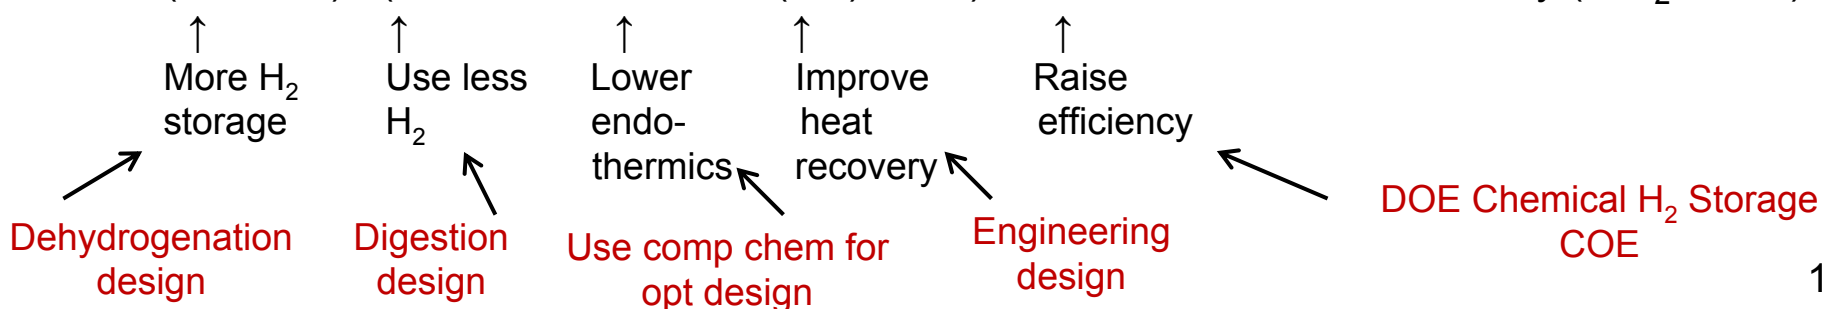 ↑ ↑ ↑ ↑ ↑
More H₂ Use less Lower Improve Raise
storage H₂ endo- heat efficiency
thermics recovery
Dehydrogenation
design
Digestion
design
Use comp chem for
opt design
Engineering
design
DOE Chemical H₂ Storage
COE
1